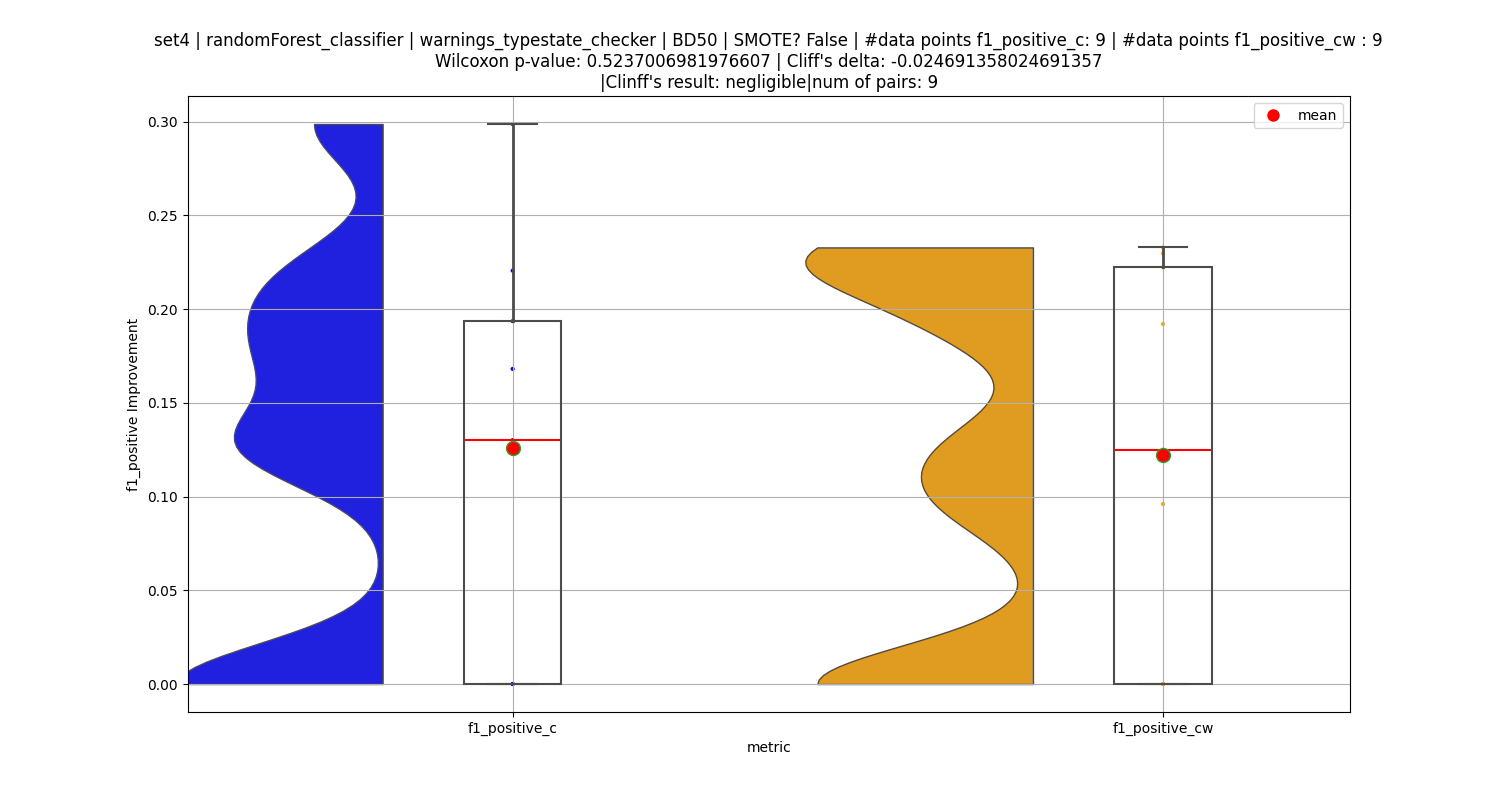 set4 | randomForest_classifier | warnings_typestate_checker | BD50 | SMOTE? False | #data points f1_positive_c: 9 | #data points f1_positive_cw : 9
Wilcoxon p-value: 0.5237006981976607 | Cliff's delta: -0.024691358024691357
|Clinff's result: negligible|num of pairs: 9
mean
0.30
0.25
0.20
0.15
0.10
0.05
0.00
f1_positive Improvement
f1_positive_c
f1_positive_cw
metric